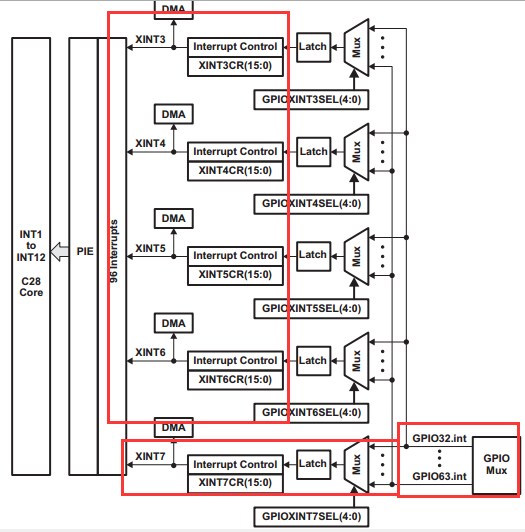 DMA
XINT3
Interrupt Control
XINT3CR(15:0)
Latch
Mux
GPIOXINT3SEL(4:0)
DMA
XINT4
Interrupt Control
XINT4CR(15:0)
Latch
Mux
GPIOXINT4SEL(4:0)
INT1
to
INT12
C28
Core
PIE
96 Interrupts
DMA
XINT5
Interrupt Control
XINT5CR(15:0)
Latch
Mux
GPIOXINT5SEL(4:0)
DMA
XINT6
Interrupt Control
XINT6CR(15:0)
Latch
Mux
GPIOXINT6SEL(4:0)
DMA
XINT7
Interrupt Control
XINT7CR(15:0)
Latch
Mux
GPIOXINT7SEL(4:0)
GPIO32.int
GPIO63.int
GPIO
Mux